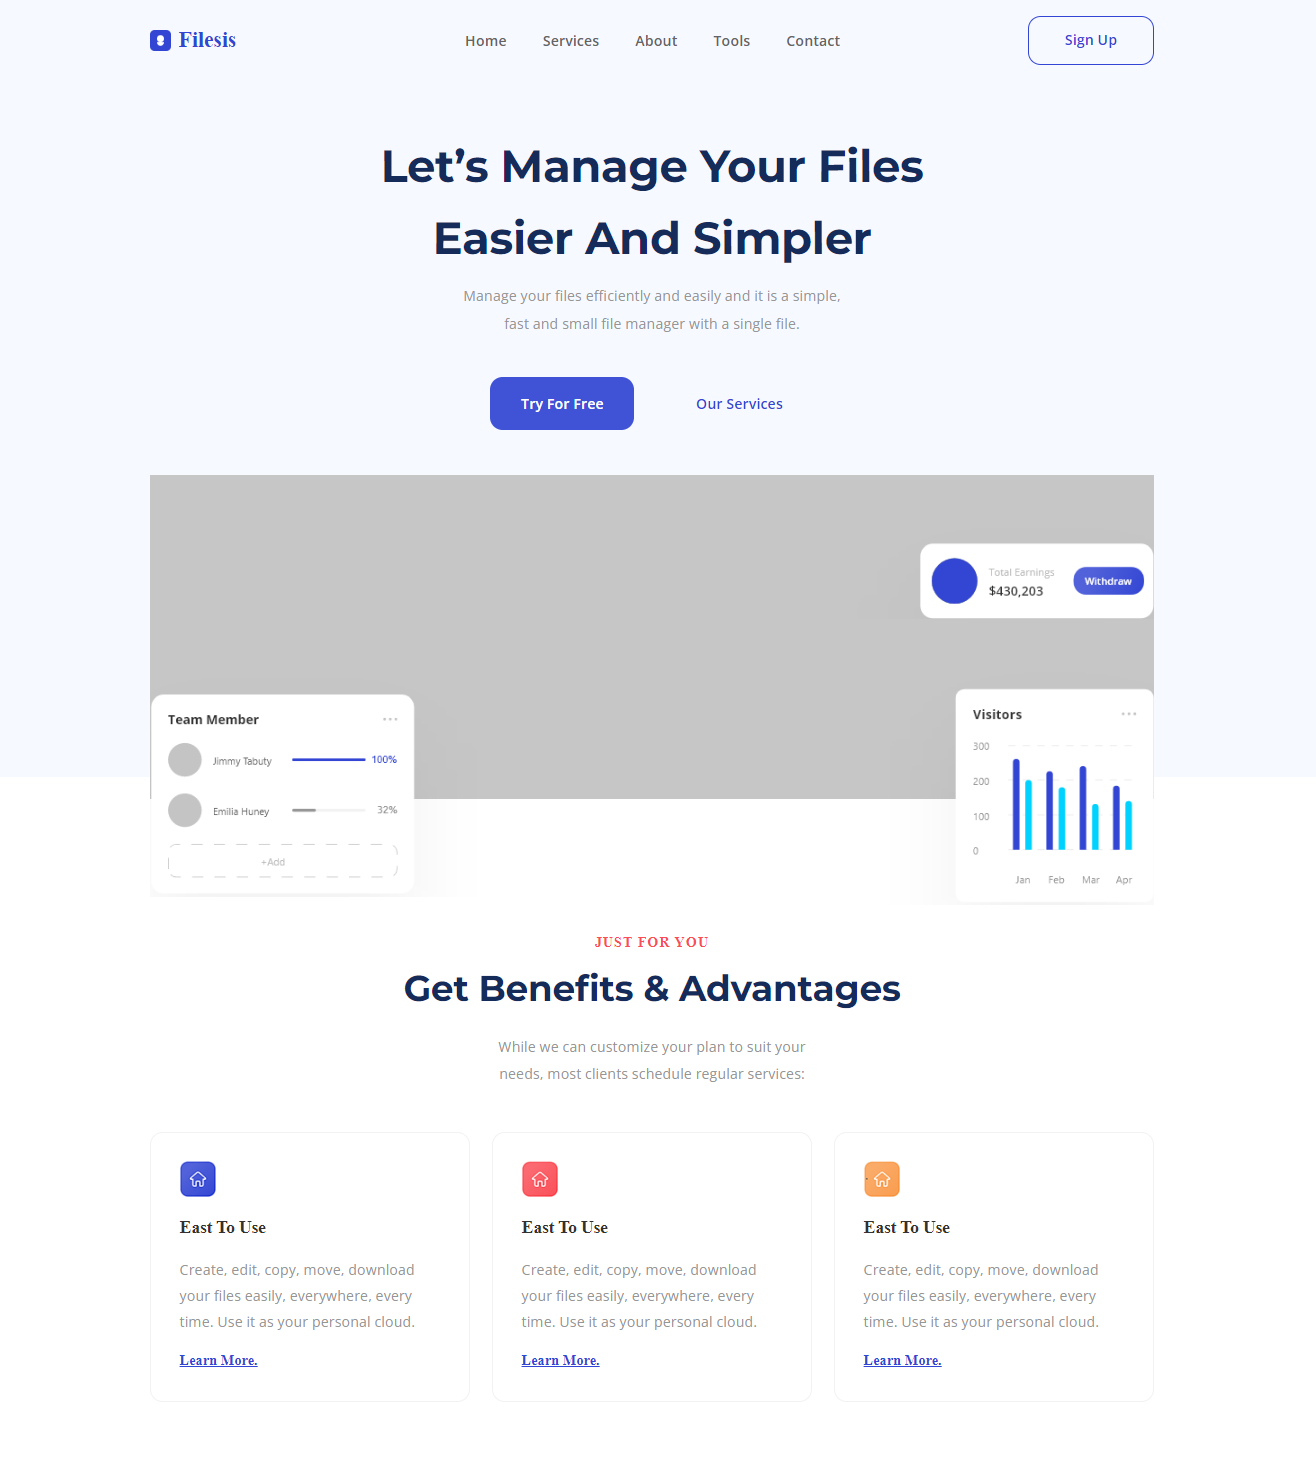 Filesis
Home Services About Tools Contact
Sign Up
Let’s Manage Your Files
Easier And Simpler
Manage your files efficiently and easily and it is a simple,
fast and small file manager with a single file.
Try For Free
Our Services
Total Earnings
$430,203
Withdraw
Team Member
Jimmy Tabuty
100%
Emilia Huney
32%
+Add
Visitors
300
200
100
0
Jan Feb Mar Apr
JUST FOR YOU
Get Benefits & Advantages
While we can customize your plan to suit your
needs, most clients schedule regular services:
East To Use
Create, edit, copy, move, download
your files easily, everywhere, every
time. Use it as your personal cloud.
Learn More.
East To Use
Create, edit, copy, move, download
your files easily, everywhere, every
time. Use it as your personal cloud.
Learn More.
East To Use
Create, edit, copy, move, download
your files easily, everywhere, every
time. Use it as your personal cloud.
Learn More.